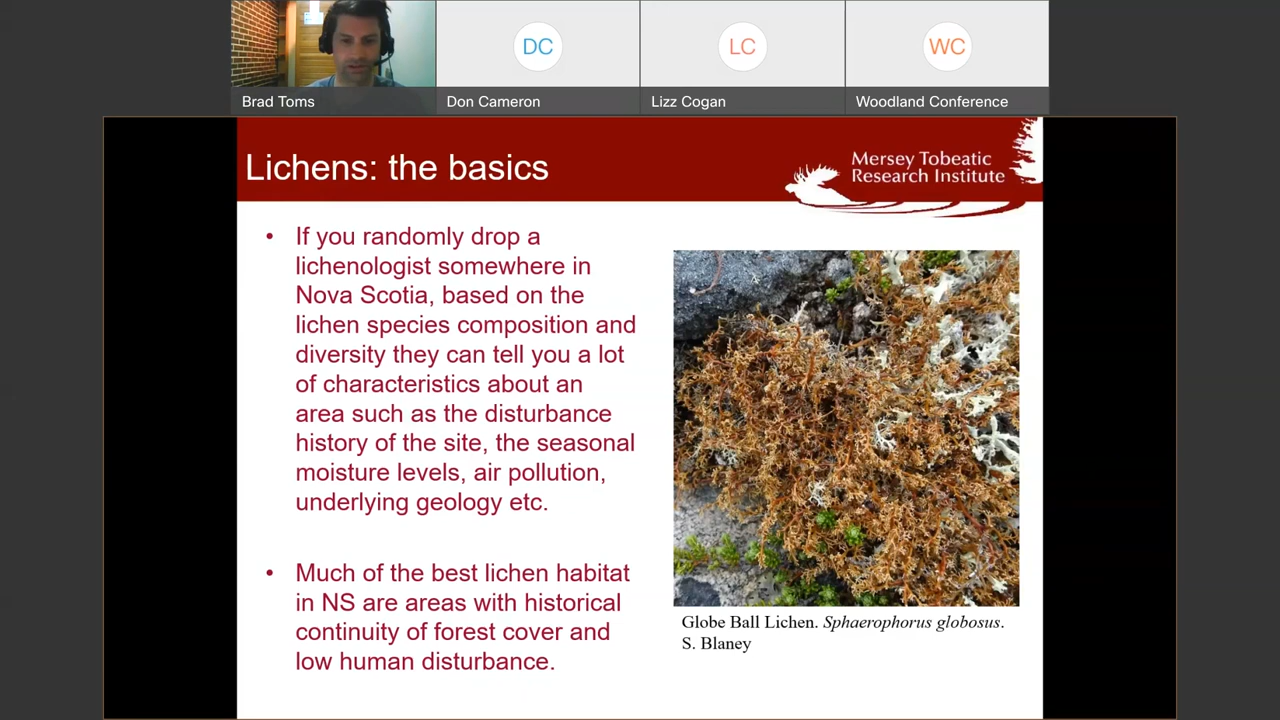 DC
LC
WC
Brad Toms
Don Cameron
Lizz Cogan
Woodland Conference
Lichens: the basics
Mersey Tobeatic
Research Institute
• If you randomly drop a
lichenologist somewhere in
Nova Scotia, based on the
lichen species composition and
diversity they can tell you a lot
of characteristics about an
area such as the disturbance
history of the site, the seasonal
moisture levels, air pollution,
underlying geology etc.
• Much of the best lichen habitat
in NS are areas with historical
continuity of forest cover and
low human disturbance.
Globe Ball Lichen. Sphaerophorus globosus.
S. Blaney